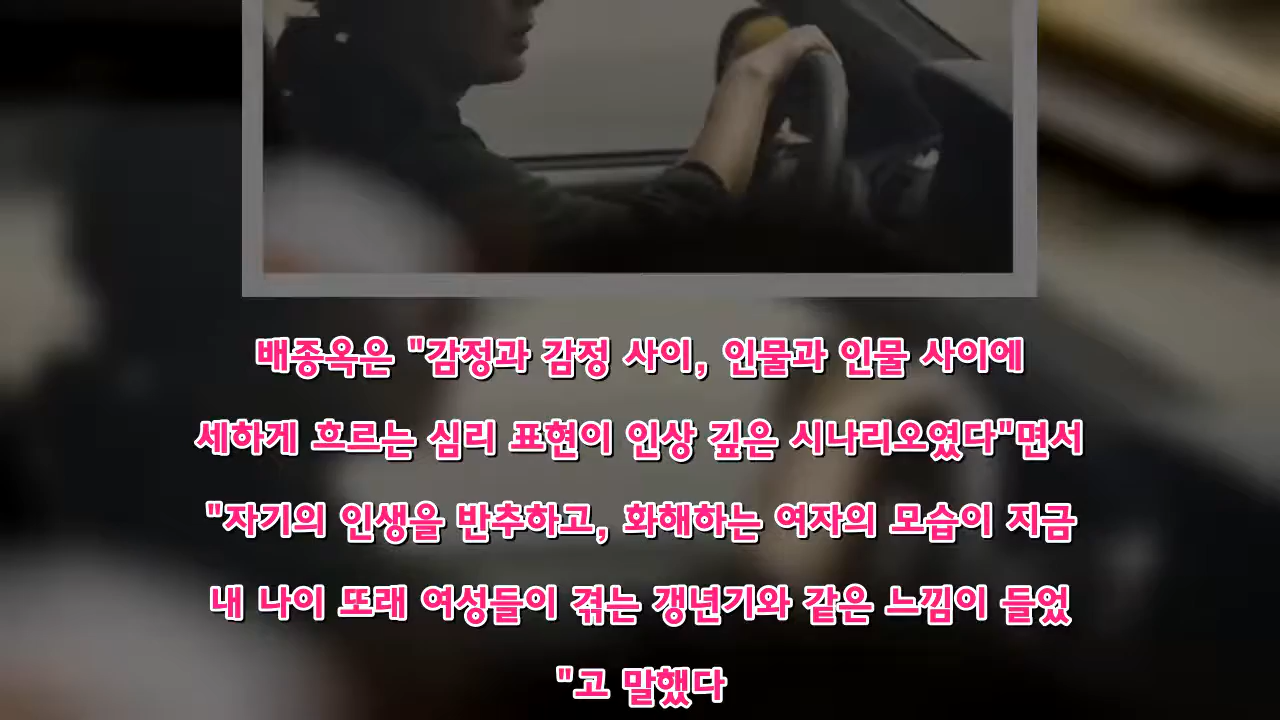 배종옥은 "감정과 감정 사이, 인물과 인물 사이에
세하게 흐르는 심리 표현이 인상 깊은 시나리오였다"면서
"자기의 인생을 반추하고, 화해하는 여자의 모습이 지금
내 나이 또래 여성들이 겪는 갱년기와 같은 느낌이 들었
"고 말했다